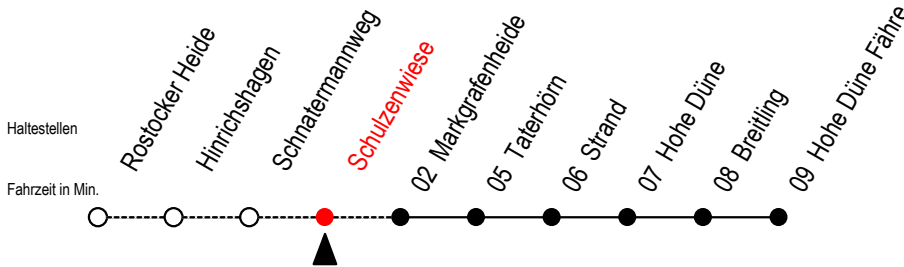 Rostocker Heide
Hinrichshagen
Schnatermannweg
Schulzenwiese
02 Markgrafenheide
05 Taterhörn
06 Strand
07 Hohe Düne
08 Breitling
09 Hohe Düne Fähre
Haltestellen
Fahrzeit in Min.